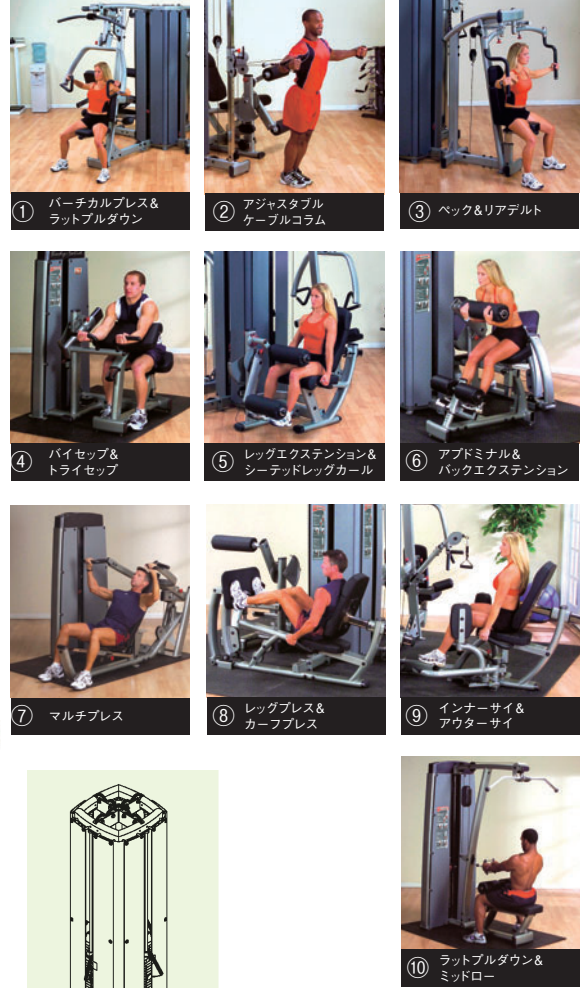 ① バーチカルプレス&
ラットプルダウン
② アジャスタブル
ケーブルコラム
③ ペック&リアデルト
④ バイセップ&
トライセップ
⑤ レッグエクステンション&
シーテッドレッグカール
⑥ アブドミナル&
バックエクステンション
⑦ マルチプレス
⑧ レッグプレス&
カーフプレス
⑨ インナーサイ&
アウターサイ
⑩ ラットプルダウン&
ミッドロー